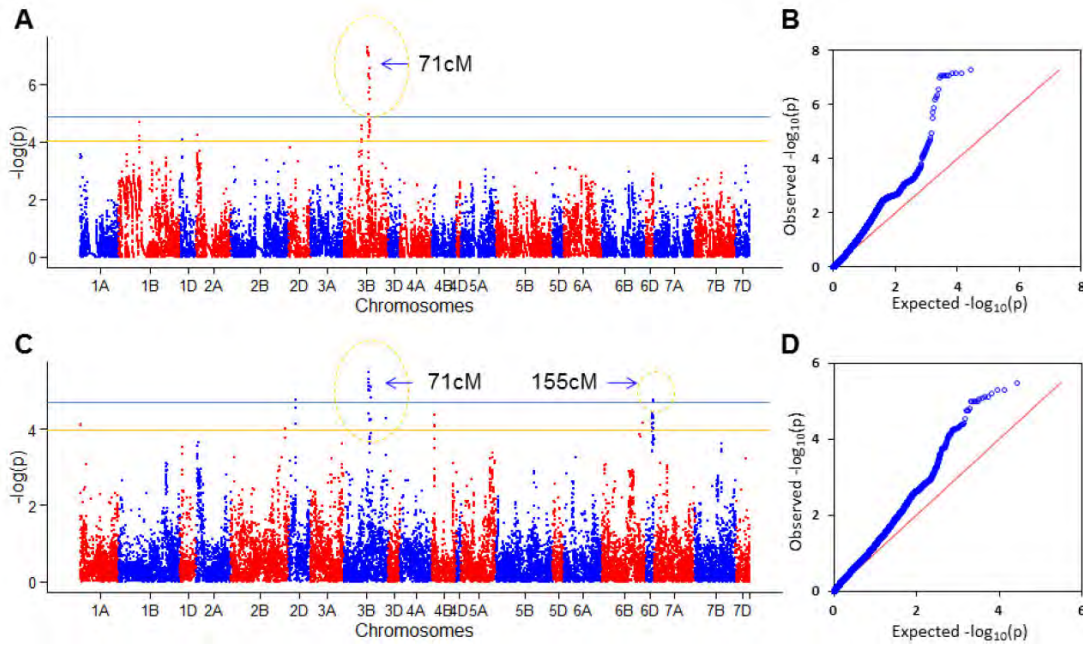 A
-log(p)
6
4
2
0
71cM
1A 1B 1D 2A 2B 2D 3A 3B 3D 4A 4B 4D 5A 5B 5D 6A 6B 6D 7A 7B 7D
Chromosomes
B
Observed -log10(p)
8
6
4
2
0
0 2 4 6 8
Expected -log10(p)
C
-log(p)
6
4
2
0
71cM
155cM
1A 1B 1D 2A 2B 2D 3A 3B 3D 4A 4B 4D 5A 5B 5D 6A 6B 6D 7A 7B 7D
Chromosomes
D
Observed -log10(p)
6
4
2
0
0 2 4 6
Expected -log10(p)